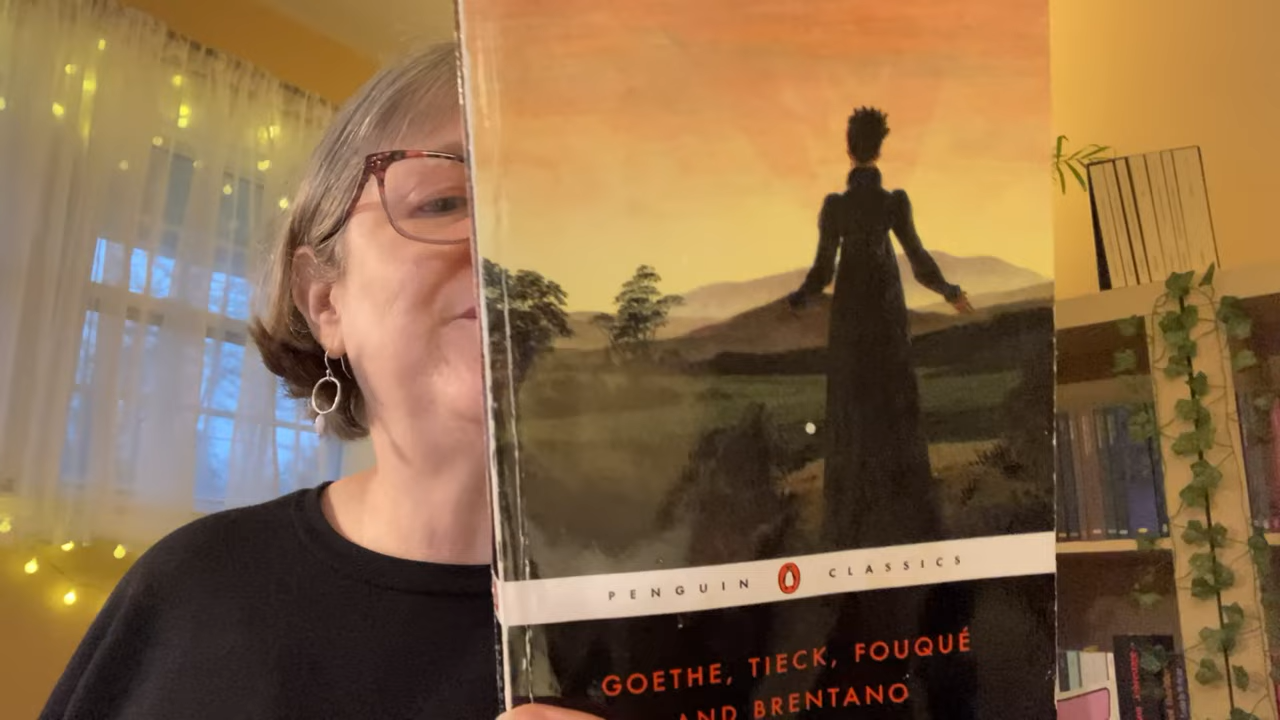 PENGUIN CLASSICS
GOETHE, TIECK, FOUQUÉ
AND BRENTANO